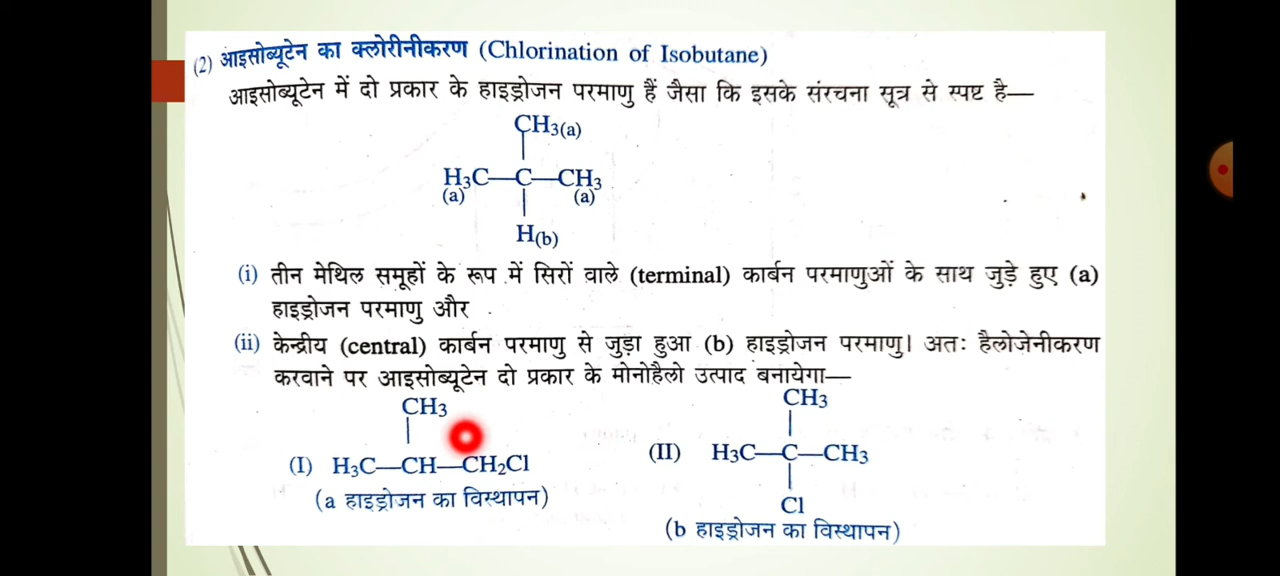 (2) आइसोब्यूटेन का क्लोरीनीकरण (Chlorination of Isobutane)
आइसोब्यूटेन में दो प्रकार के हाइड्रोजन परमाणु हैं जैसा कि इसके संरचना सूत्र से स्पष्ट है—
CH3(a)
H3C—C—CH3
(a) (a)
H(b)
(i) तीन मेथिल समूहों के रूप में सिरों वाले (terminal) कार्बन परमाणुओं के साथ जुड़े हुए (a)
हाइड्रोजन परमाणु और
(ii) केन्द्रीय (central) कार्बन परमाणु से जुड़ा हुआ (b) हाइड्रोजन परमाणु। अतः हैलोज़ेनीकरण
करवाने पर आइसोब्यूटेन दो प्रकार के मोनोहैलो उत्पाद बनायेगा—
CH3
(I) H3C—CH—CH2Cl
(a हाइड्रोजन का विस्थापन)
CH3
(II) H3C—C—CH3
Cl
(b हाइड्रोजन का विस्थापन)